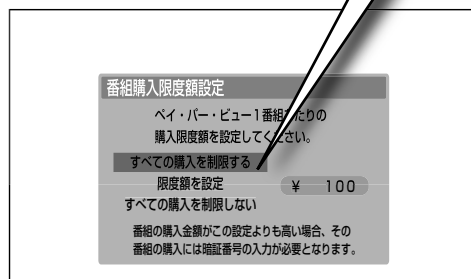 番組購入限度額設定
ペイ・パー・ビュー1番組たりの
購入限度額を設定してください。
すべての購入を制限する
限度額を設定 ¥ 100
すべての購入を制限しない
番組の購入金額がこの設定よりも高い場合、その
番組の購入には暗証番号の入力が必要となります。